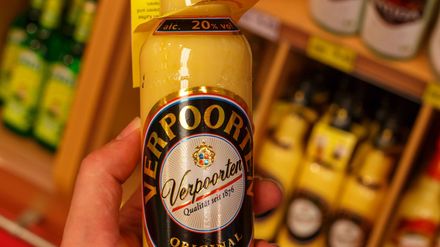 alc. 20% vol
VERPOORTEN
Verpoorten
Qualität seit 1876
ORIGINAL